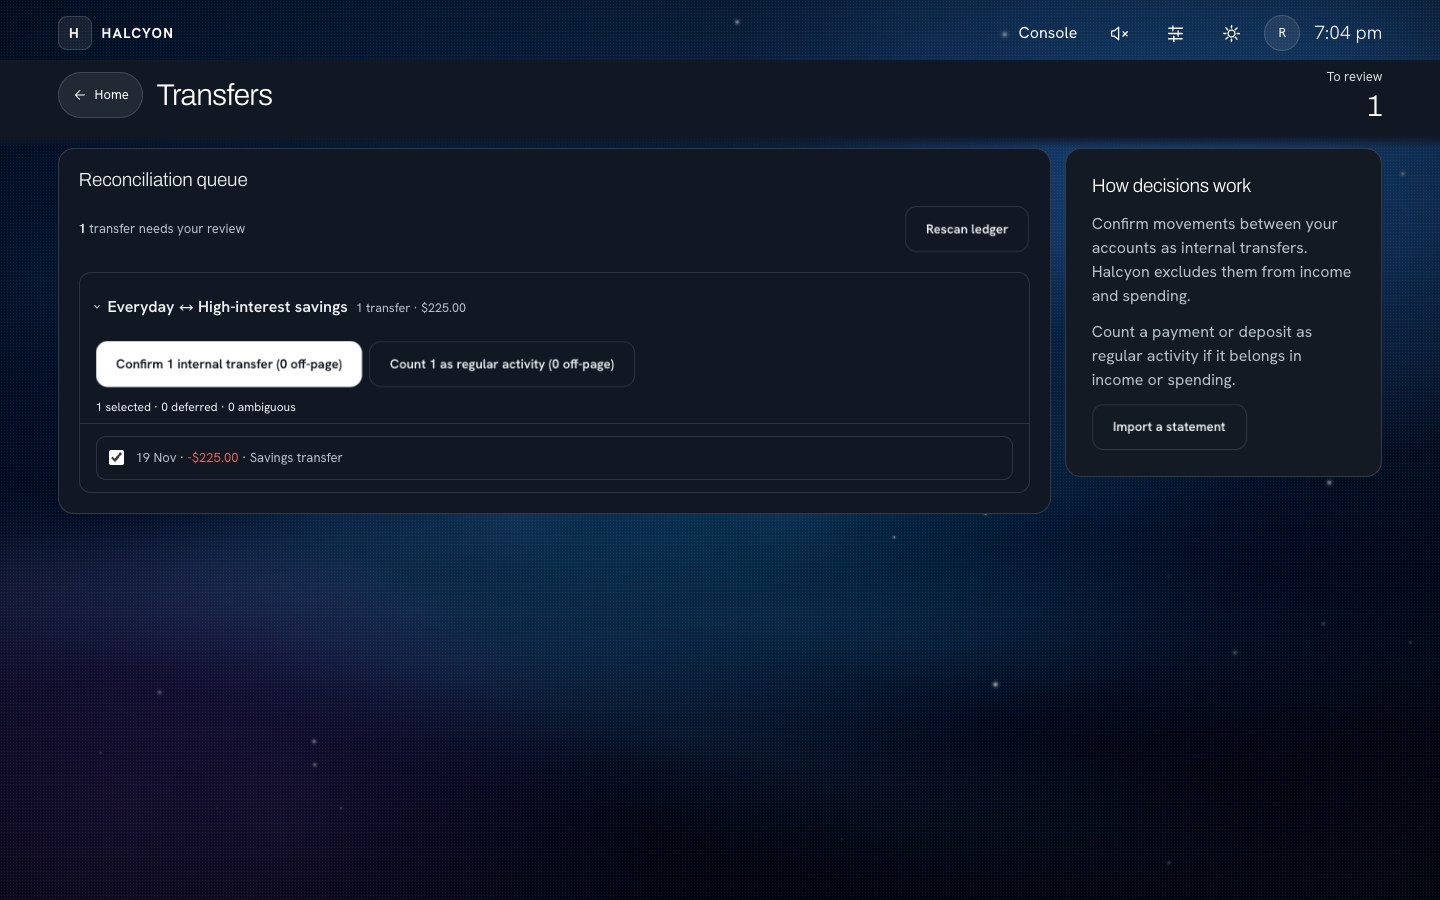 H HALCYON
Console
R
7:04 pm
← Home
Transfers
To review
1
Reconciliation queue
1 transfer needs your review
Rescan ledger
Everyday ↔ High-interest savings 1 transfer · $225.00
Confirm 1 internal transfer (0 off-page)
Count 1 as regular activity (0 off-page)
1 selected · 0 deferred · 0 ambiguous
19 Nov · -$225.00 · Savings transfer
How decisions work
Confirm movements between your
accounts as internal transfers.
Halcyon excludes them from income
and spending.
Count a payment or deposit as
regular activity if it belongs in
income or spending.
Import a statement